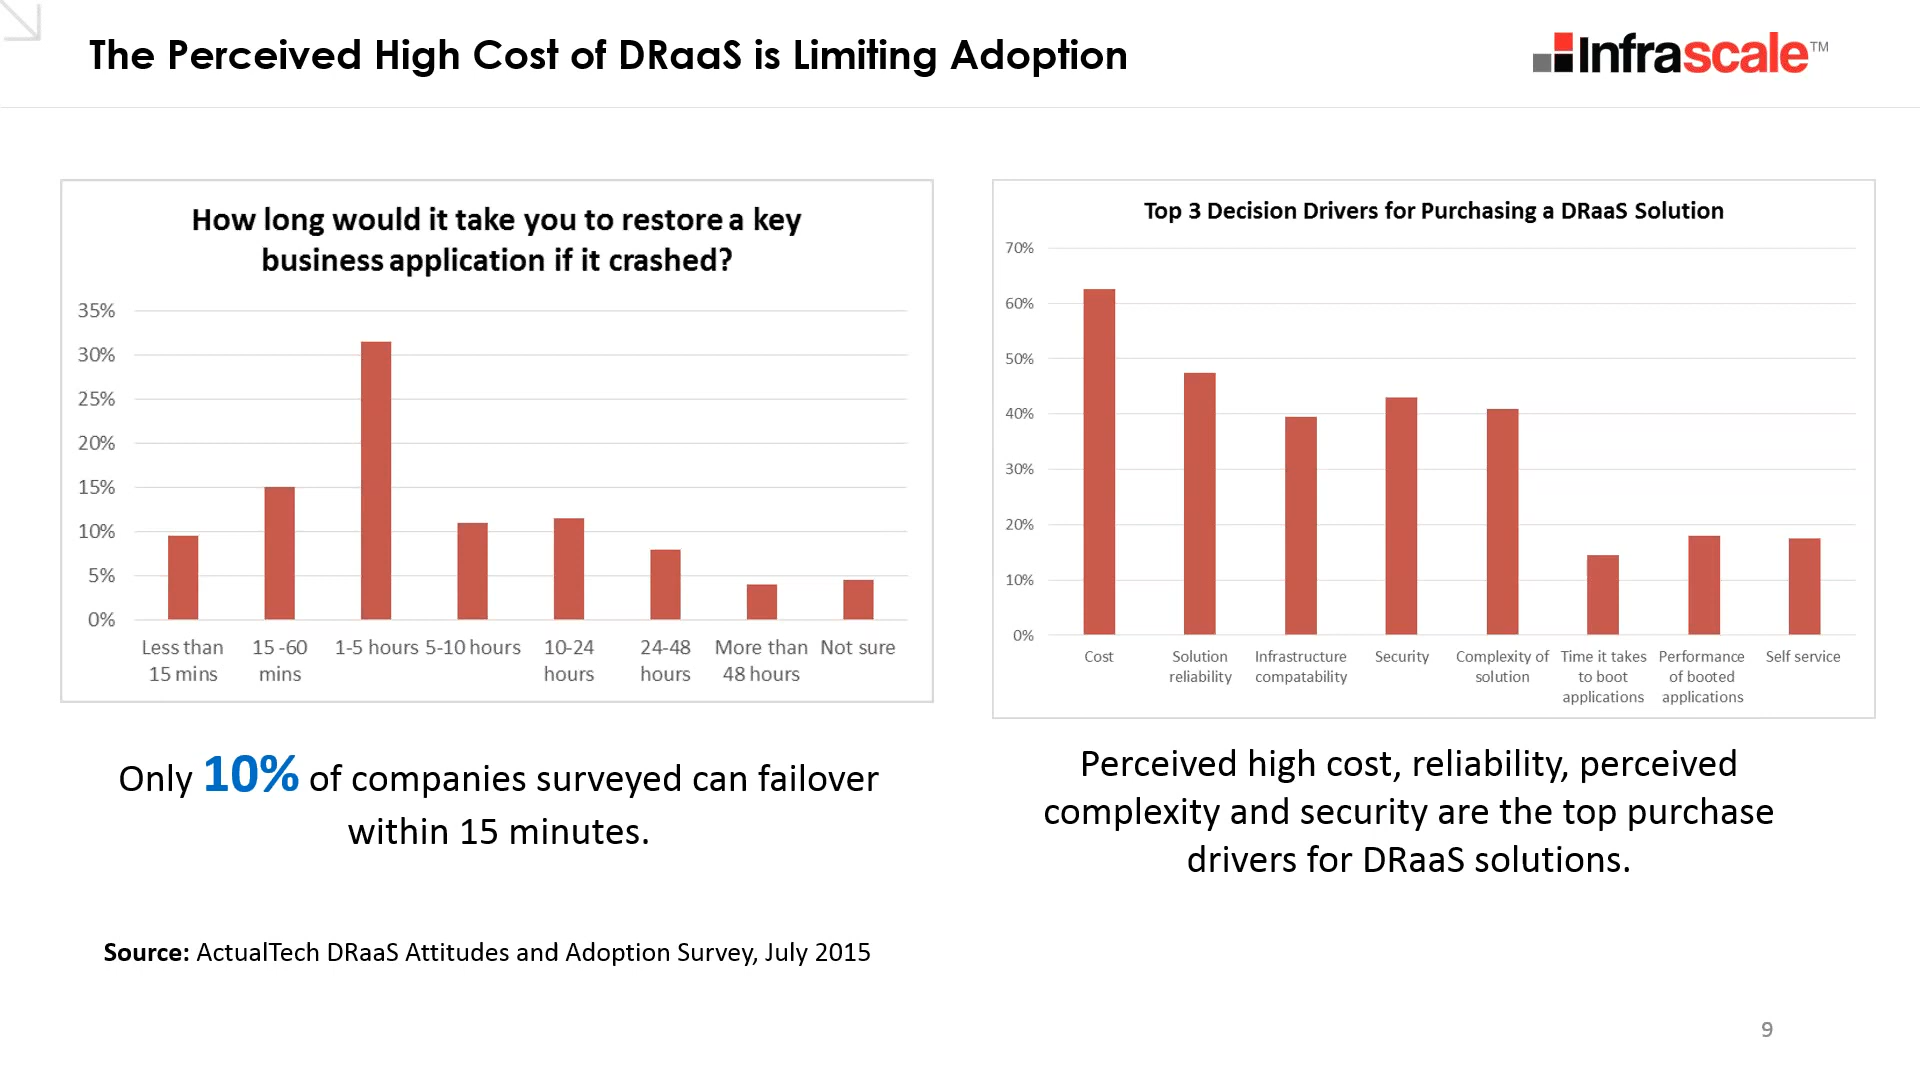 The Perceived High Cost of DRaaS is Limiting Adoption
Infrascale™
How long would it take you to restore a key
business application if it crashed?
35%
30%
25%
20%
15%
10%
5%
0%
Less than
15 mins
15 -60
mins
1-5 hours
5-10 hours
10-24
hours
24-48
hours
More than
48 hours
Not sure
Only 10% of companies surveyed can failover
within 15 minutes.
Source: ActualTech DRaaS Attitudes and Adoption Survey, July 2015
Top 3 Decision Drivers for Purchasing a DRaaS Solution
70%
60%
50%
40%
30%
20%
10%
0%
Cost
Solution
reliability
Infrastructure
compatability
Security
Complexity of
solution
Time it takes
to boot
applications
Performance
of booted
applications
Self service
Perceived high cost, reliability, perceived
complexity and security are the top purchase
drivers for DRaaS solutions.
9